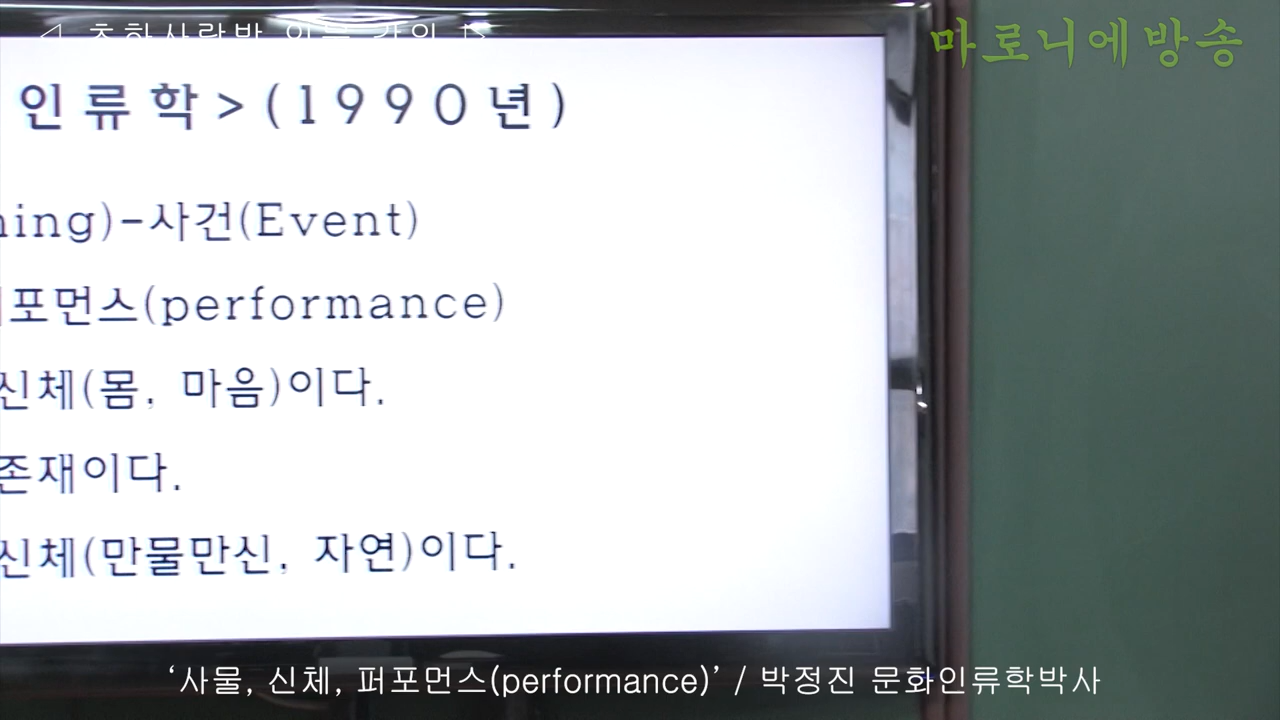 마로니에방송
인류학>(1990년)
ning)-사건(Event)
포먼스(performance)
신체(몸, 마음)이다.
존재이다.
신체(만물만신, 자연)이다.
‘사물, 신체, 퍼포먼스(performance)’ / 박정진 문화인류학박사